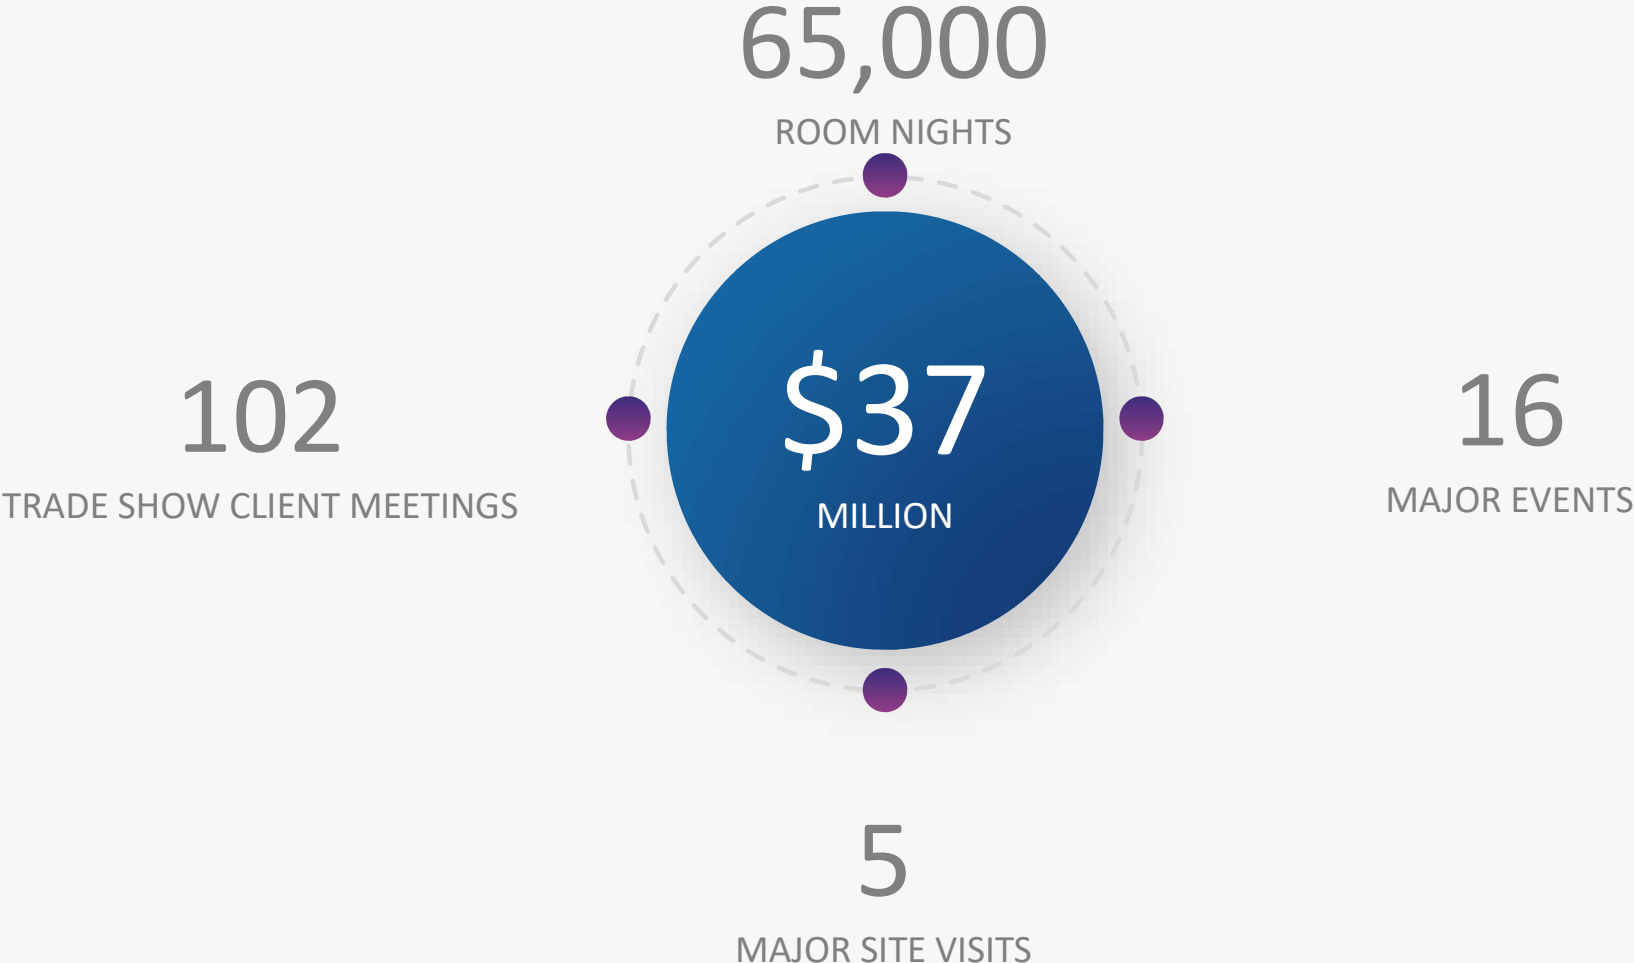 65,000
ROOM NIGHTS
102
TRADE SHOW CLIENT MEETINGS
$37
MILLION
16
MAJOR EVENTS
5
MAJOR SITE VISITS